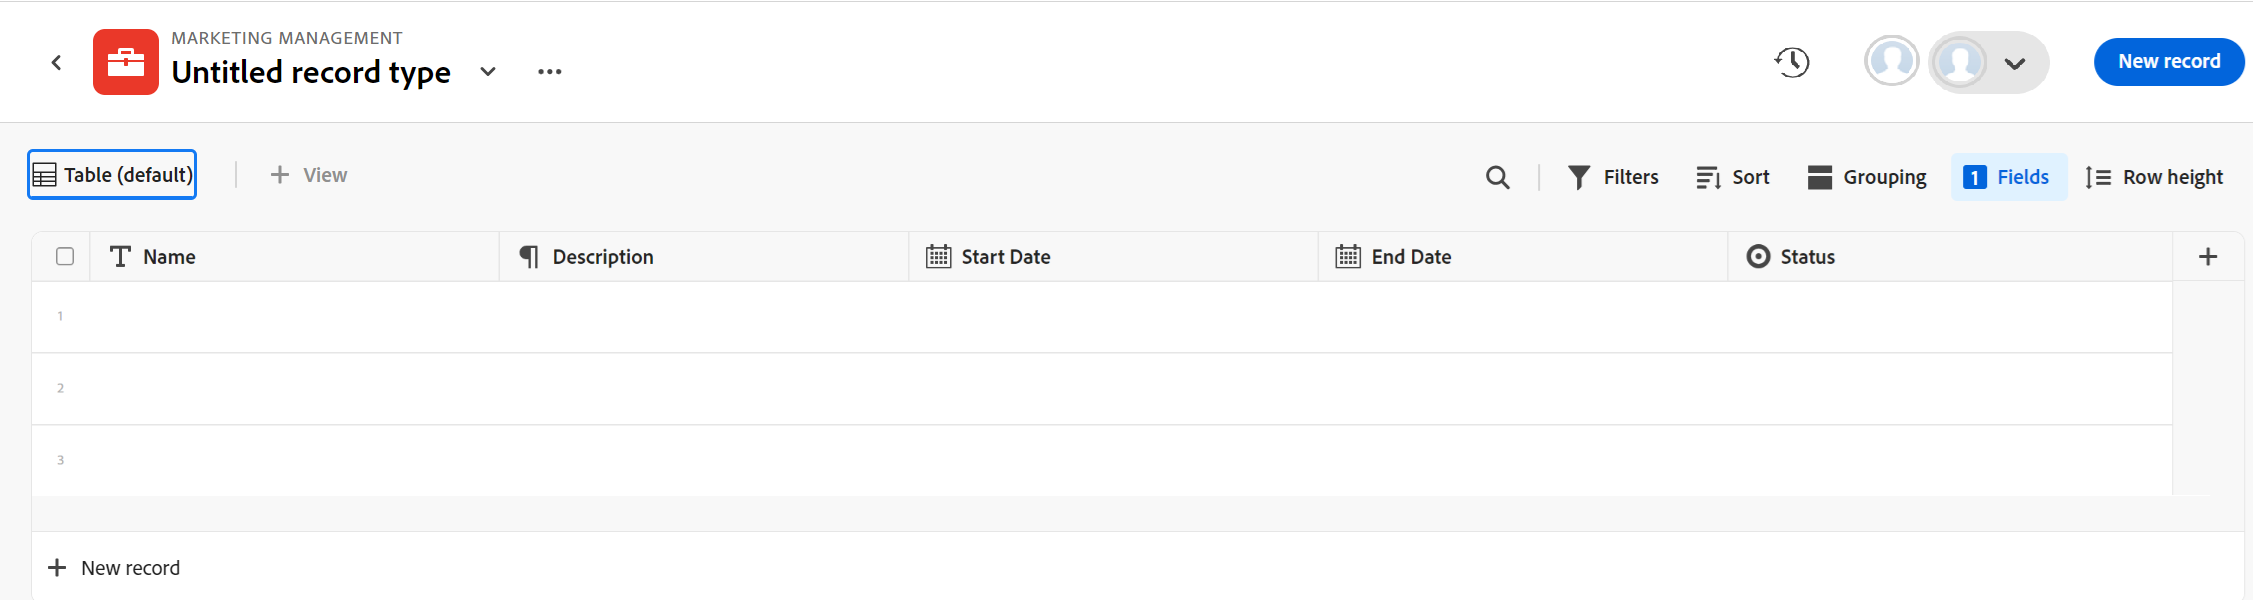 MARKETING MANAGEMENT
Untitled record type
New record
Table (default)
View
Filters
Sort
Grouping
1 Fields
Row height
Name
Description
Start Date
End Date
Status
1
2
3
New record